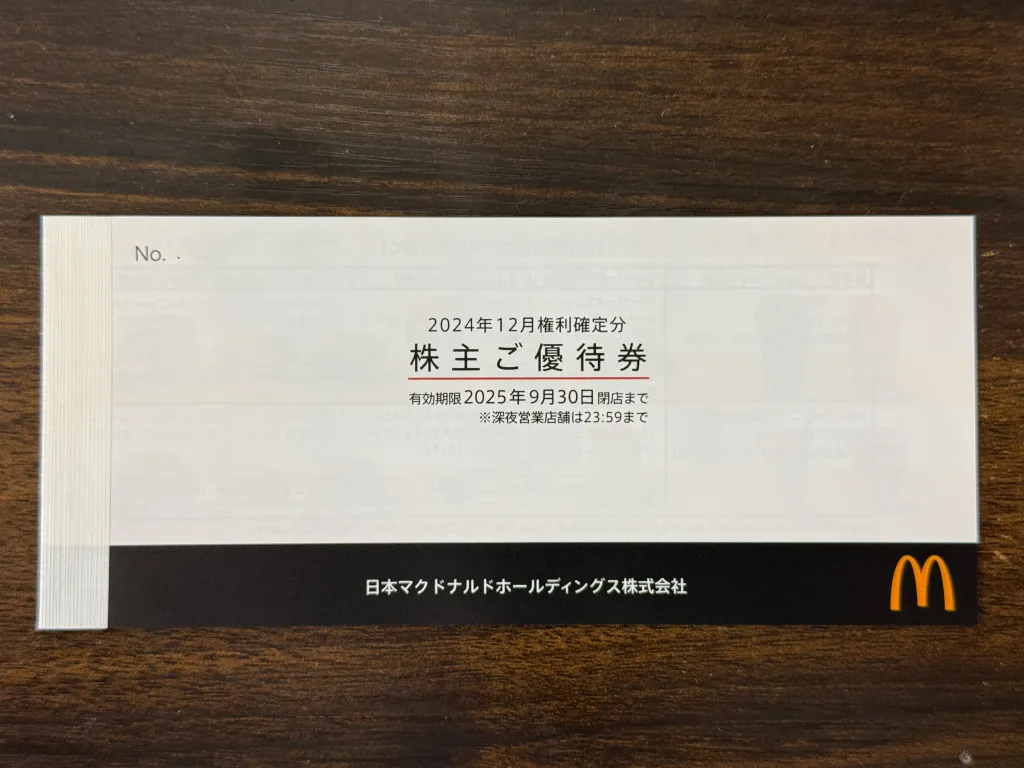 No. .
2024年12月権利確定分
株主ご優待券
有効期限2025年9月30日閉店まで
※深夜営業店舗は23:59まで
日本マクドナルドホールディングス株式会社